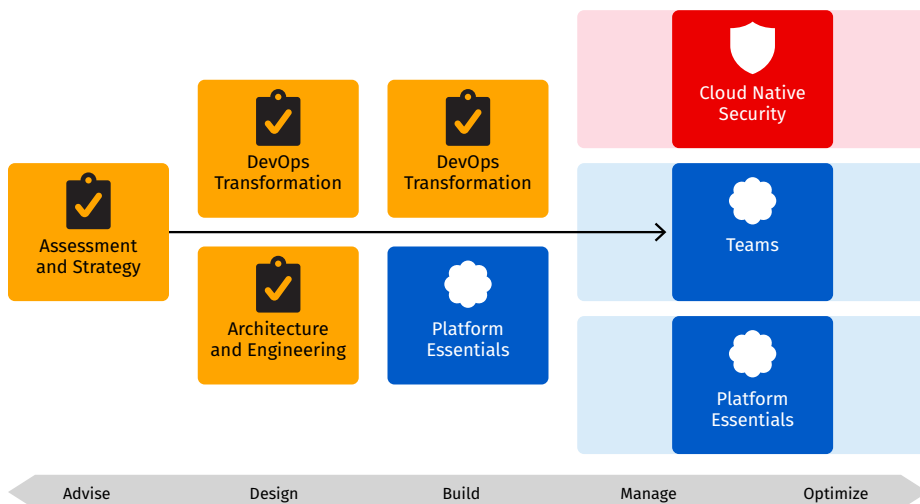 Assessment
and Strategy
DevOps
Transformation
Architecture
and Engineering
DevOps
Transformation
Platform
Essentials
Cloud Native
Security
Teams
Platform
Essentials
Advise
Design
Build
Manage
Optimize